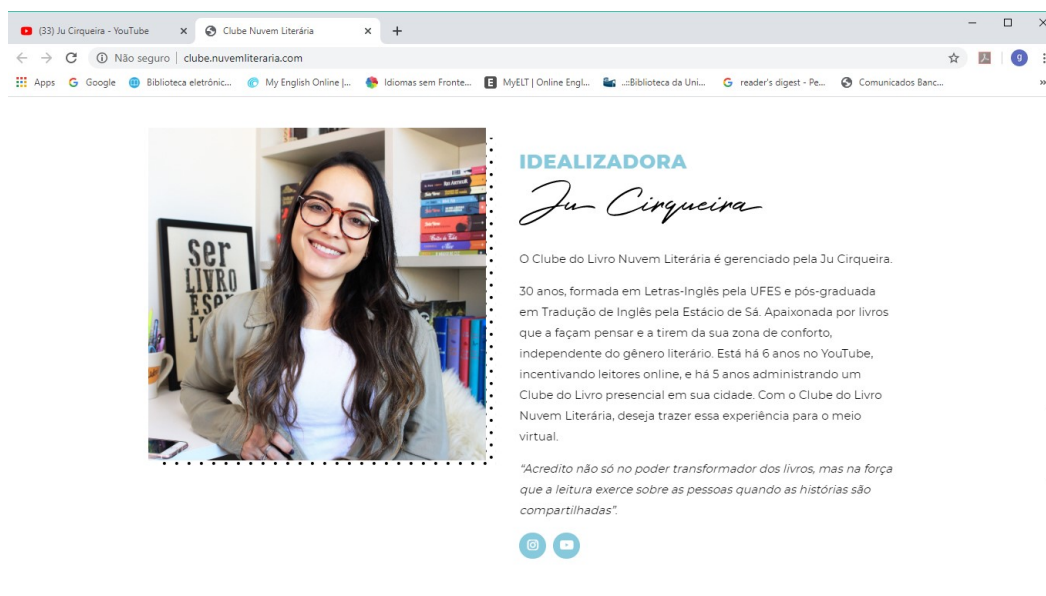 (33) Ju Cirqueira - YouTube
Clube Nuvem Literária
Não seguro | clube.nuvemliteraria.com
g
Apps Google Biblioteca eletrônic... My English Online |... Idiomas sem Fronte... MyELT | Online Engl... ..::Biblioteca da Uni... reader's digest - Pe... Comunicados Banc... »
IDEALIZADORA
Ju Cirqueira
ser
LIVRO
O Clube do Livro Nuvem Literária é gerenciado pela Ju Cirqueira.
30 anos, formada em Letras-Inglês pela UFES e pós-graduada
em Tradução de Inglês pela Estácio de Sá. Apaixonada por livros
que a façam pensar e a tirem da sua zona de conforto,
independente do gênero literário. Está há 6 anos no YouTube,
incentivando leitores online, e há 5 anos administrando um
Clube do Livro presencial em sua cidade. Com o Clube do Livro
Nuvem Literária, deseja trazer essa experiência para o meio
virtual.
“Acredito não só no poder transformador dos livros, mas na força
que a leitura exerce sobre as pessoas quando as histórias são
compartilhadas”.